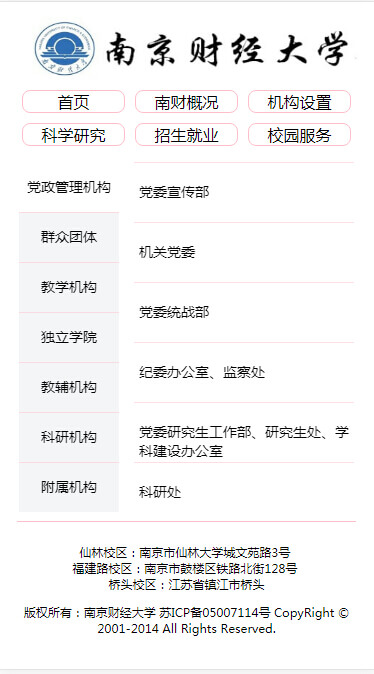 南京财经大学
首页 南财概况 机构设置
科学研究 招生就业 校园服务
党政管理机构
群众团体
教学机构
独立学院
教辅机构
科研机构
附属机构
党委宣传部
机关党委
党委统战部
纪委办公室、监察处
党委研究生工作部、研究生处、学
科建设办公室
科研处
仙林校区：南京市仙林大学城文苑路3号
福建路校区：南京市鼓楼区铁路北街128号
桥头校区：江苏省镇江市桥头
版权所有：南京财经大学 苏ICP备05007114号 CopyRight ©
2001-2014 All Rights Reserved.